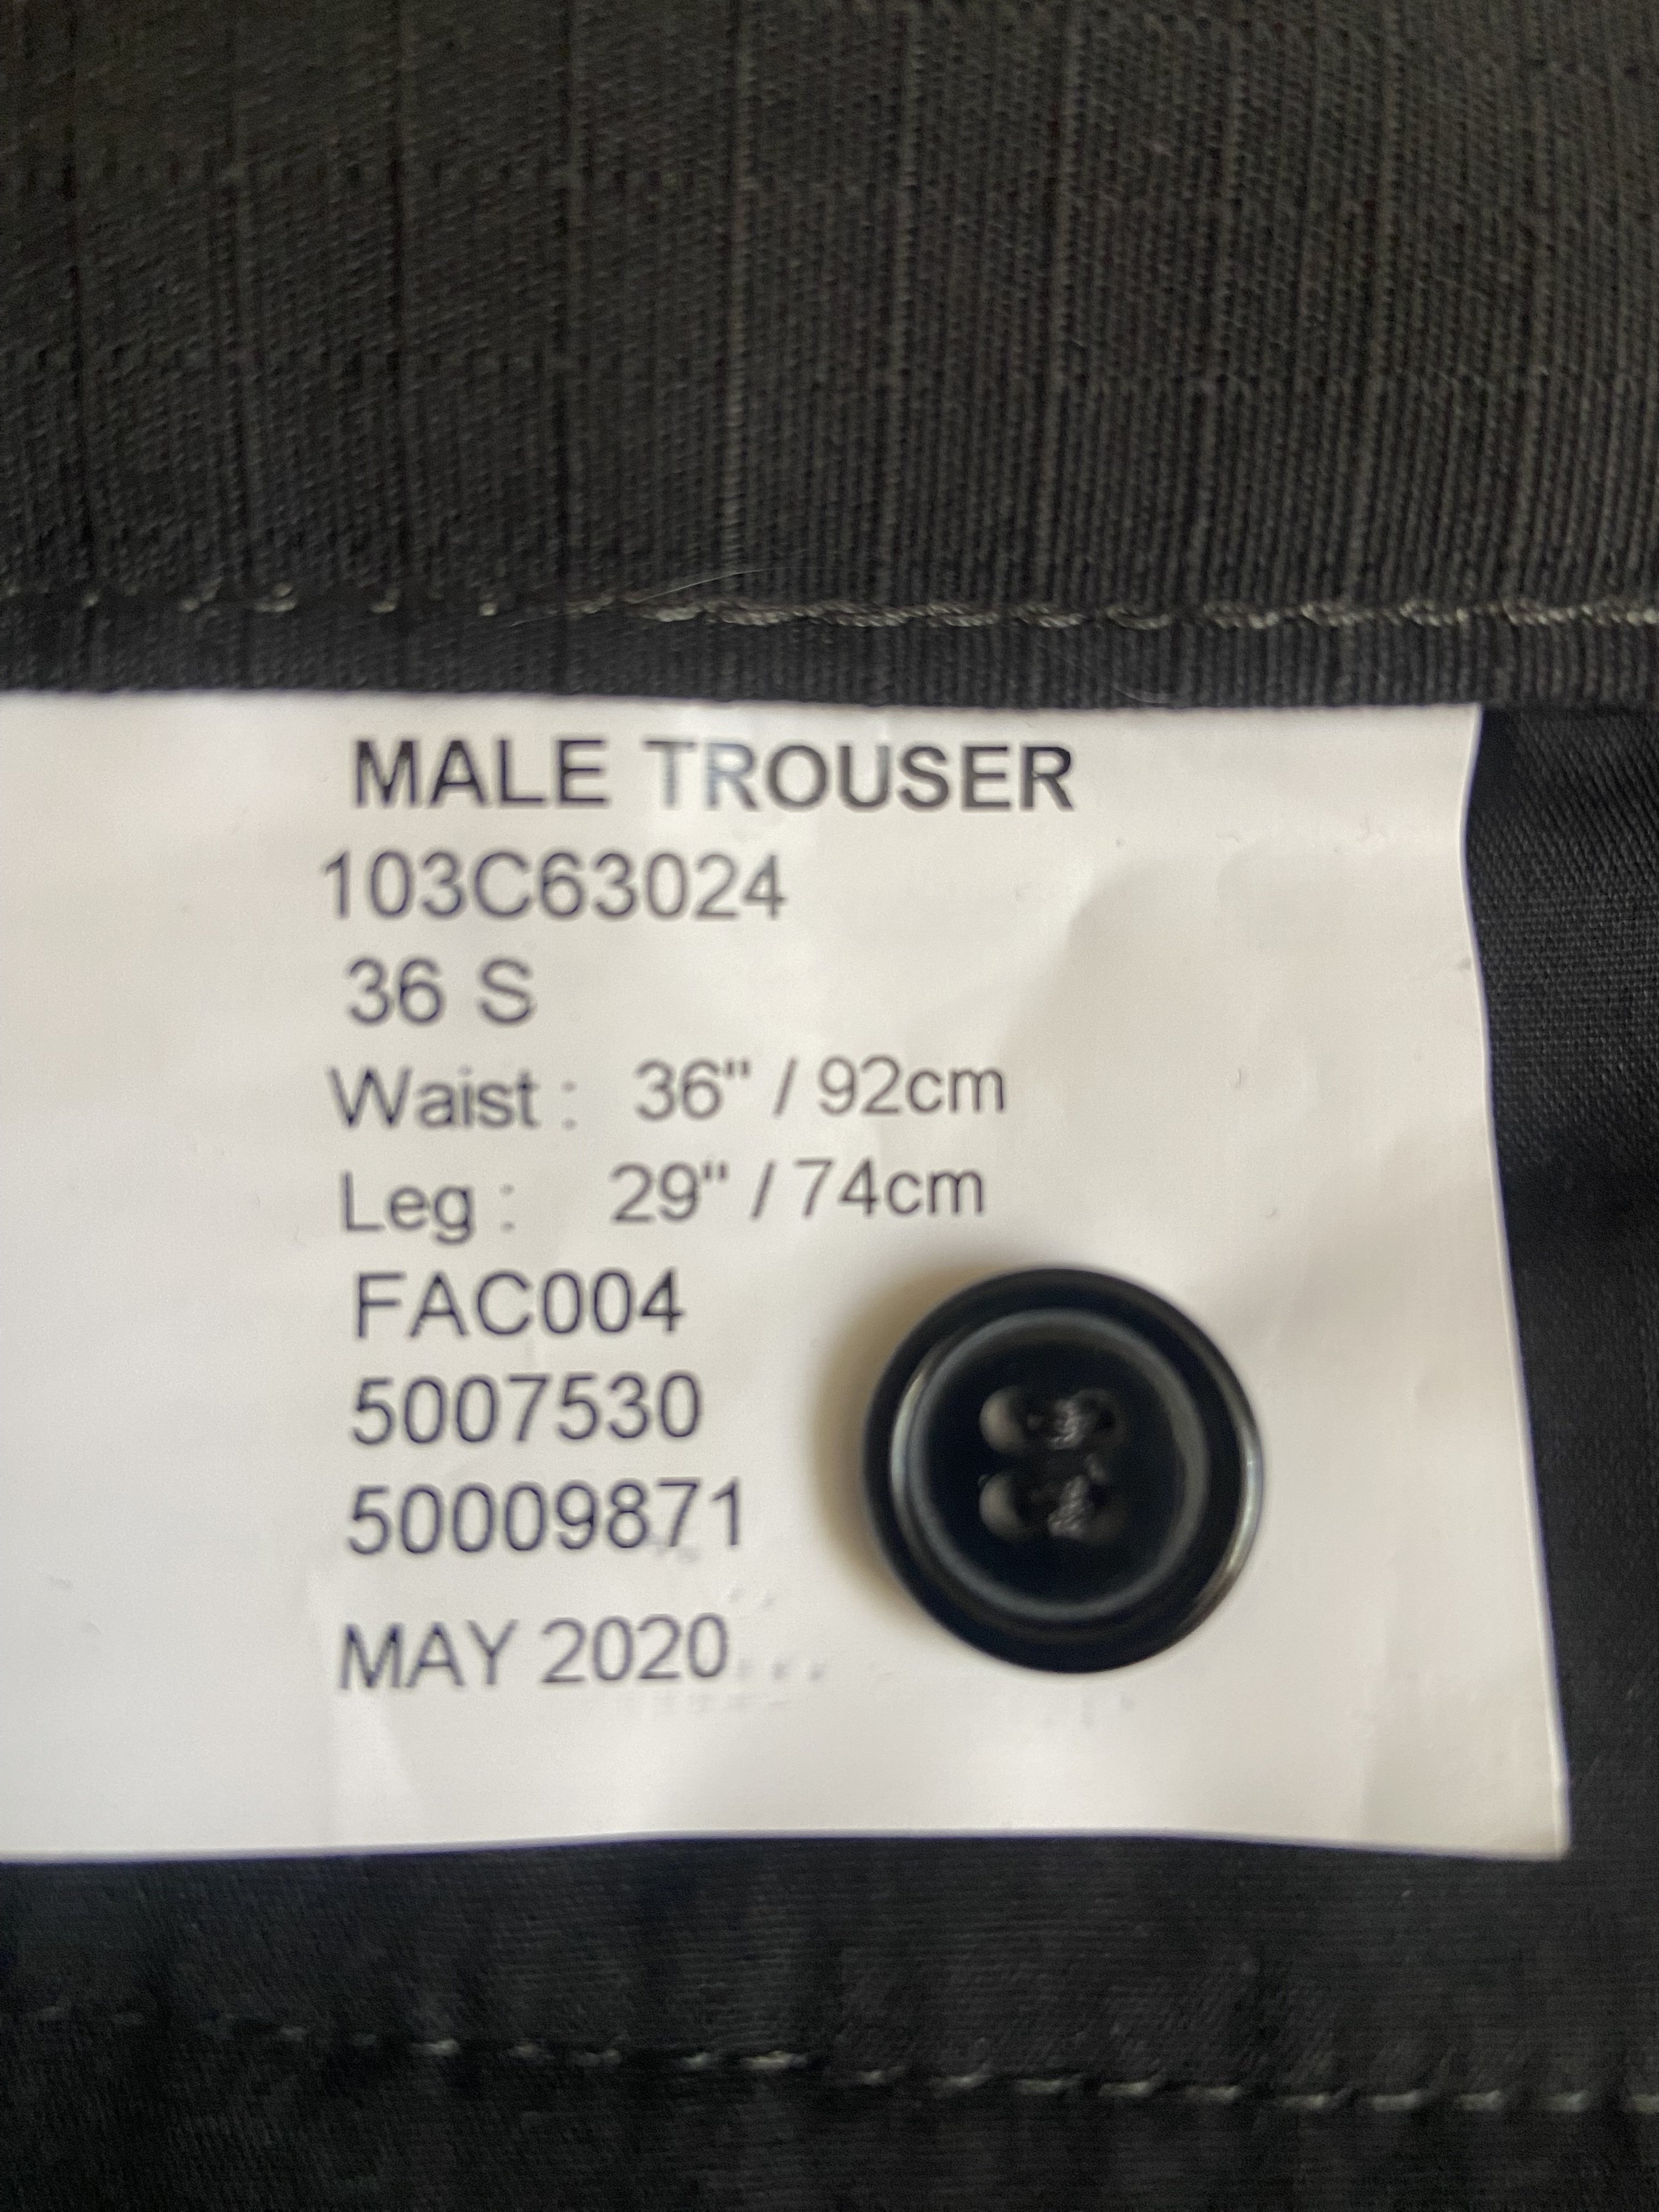 MALE TROUSER
103C63024
36 S
Waist : 36" / 92cm
Leg : 29" / 74cm
FAC004
5007530
50009871
MAY 2020